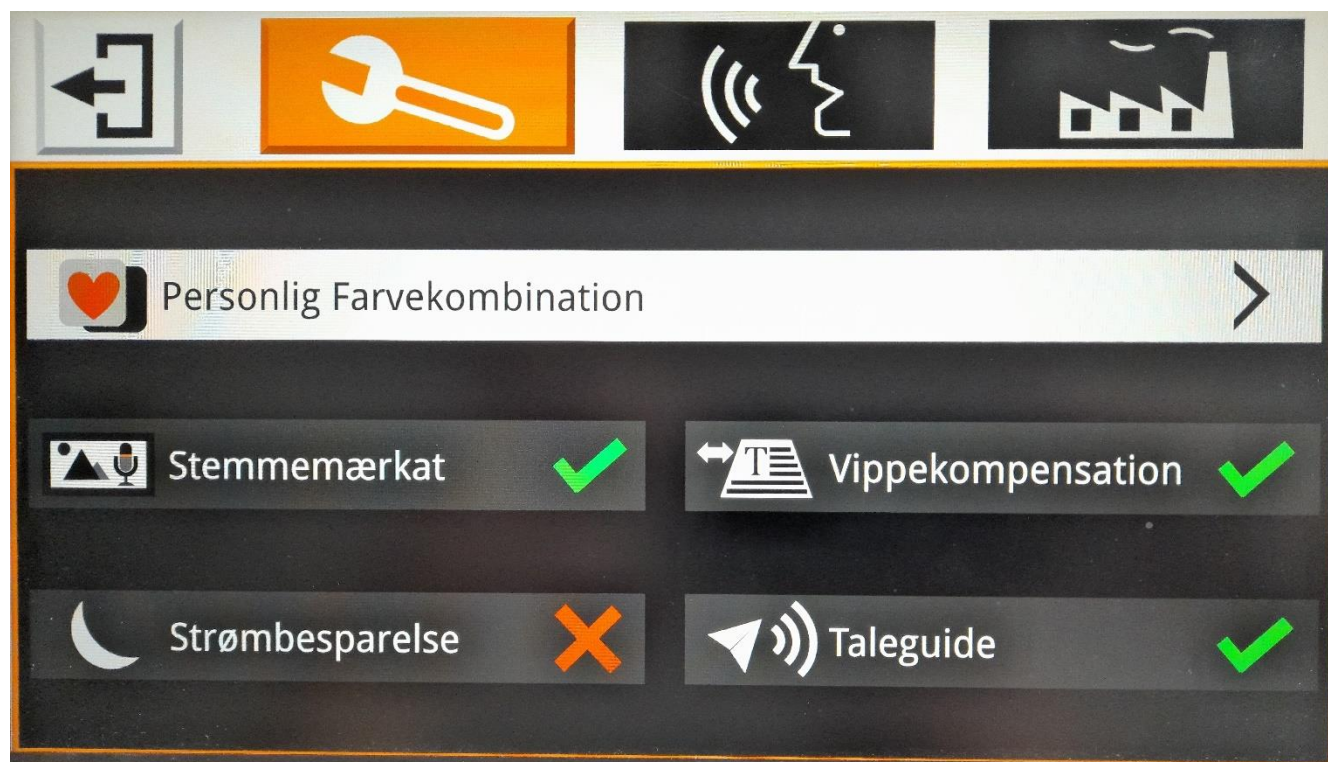 Personlig Farvekombination
Stemmemærkat
T
Vippekompensation
Strømbesparelse
Taleguide